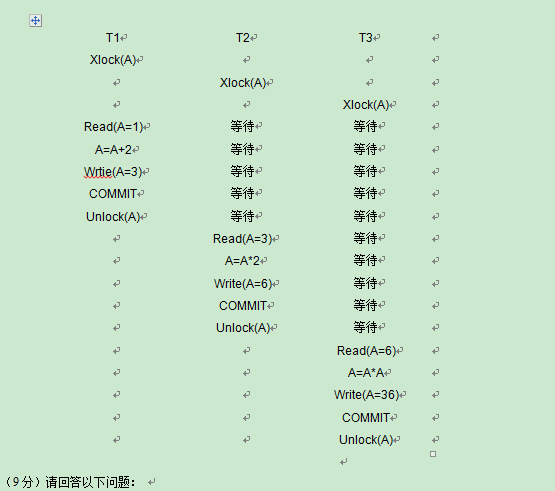 T1 T2 T3
Xlock(A)
Xlock(A)
Xlock(A)
Read(A=1) 等待 等待
A=A+2 等待 等待
Wrtie(A=3) 等待 等待
COMMIT 等待 等待
Unlock(A) 等待 等待
Read(A=3) 等待
A=A*2 等待
Write(A=6) 等待
COMMIT 等待
Unlock(A) 等待
Read(A=6)
A=A*A
Write(A=36)
COMMIT
Unlock(A)
（9分）请回答以下问题：